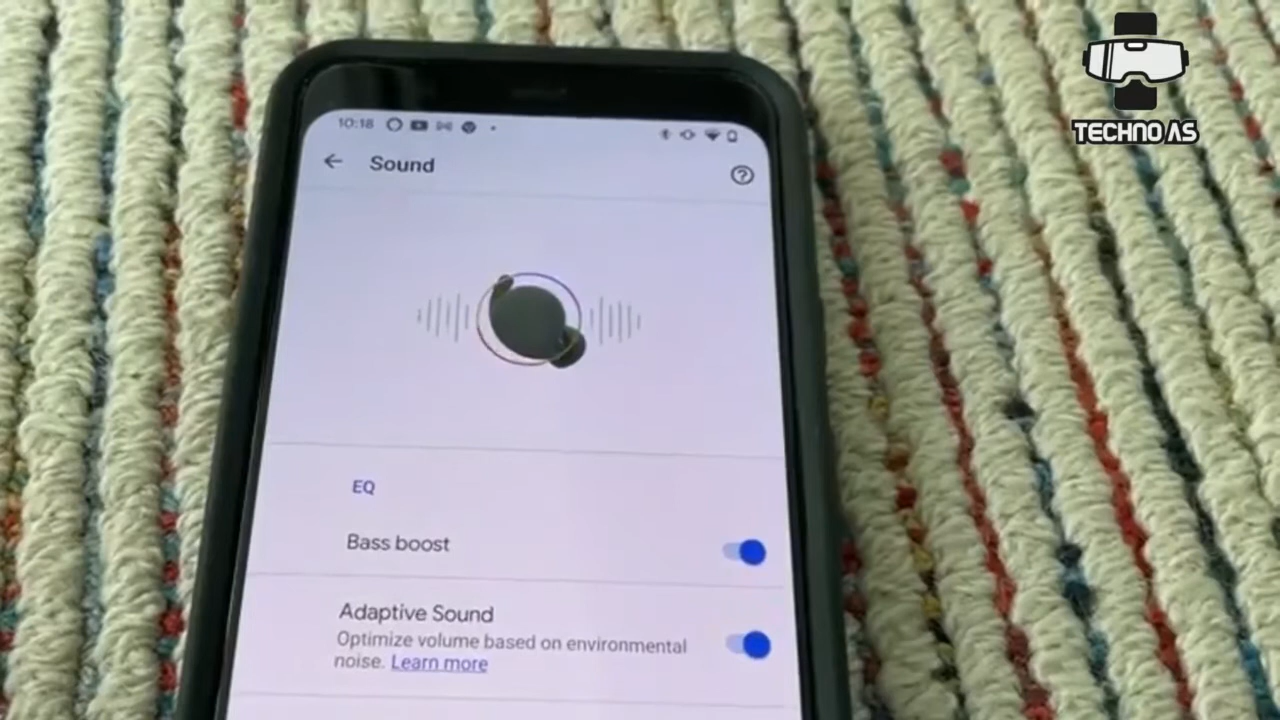 TECHNO AS
10:18
Sound
EQ
Bass boost
Adaptive Sound
Optimize volume based on environmental
noise. Learn more